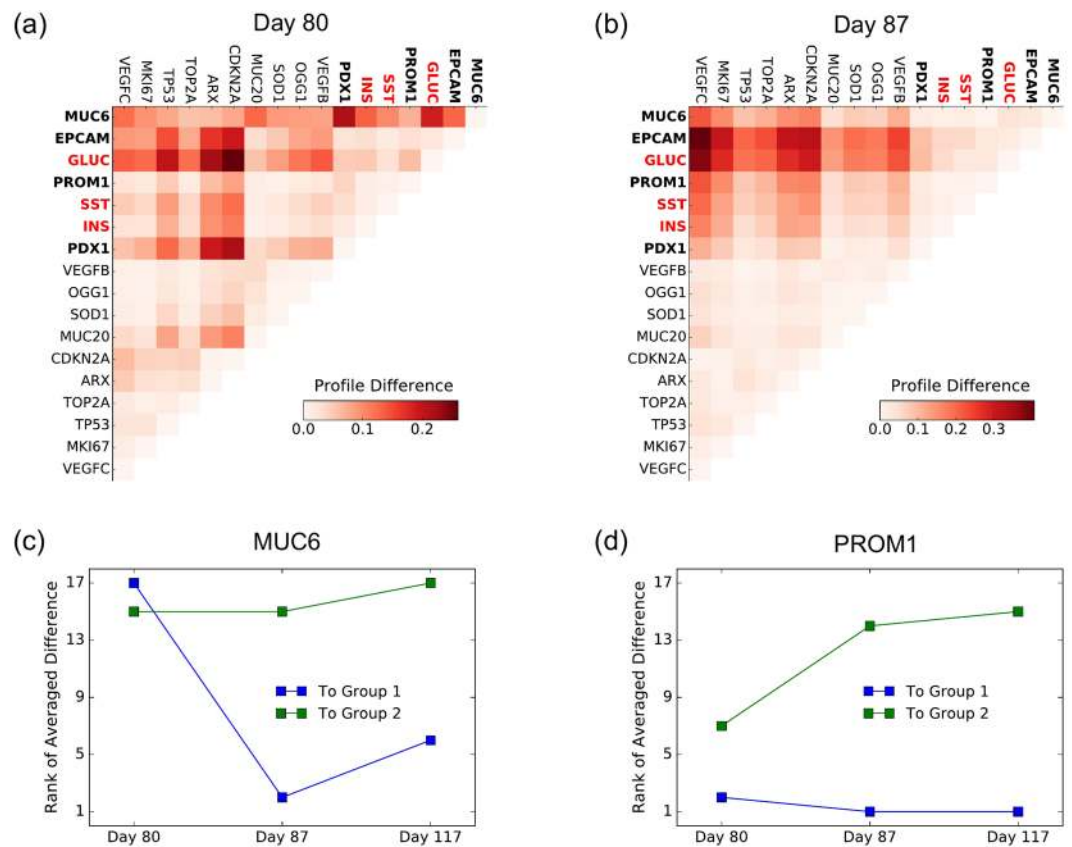 (a) Day 80
VEGFC MKI67 TP53 TOP2A ARX CDKN2A MUC20 SOD1 OGG1 VEGFB PDX1 INS SST PROM1 GLUC EPCAM MUC6
MUC6
EPCAM
GLUC
PROM1
SST
INS
PDX1
VEGFB
OGG1
SOD1
MUC20
CDKN2A
ARX
TOP2A
TP53
MKI67
VEGFC
Profile Difference
0.0 0.1 0.2
(b) Day 87
VEGFC MKI67 TP53 TOP2A ARX CDKN2A MUC20 SOD1 OGG1 VEGFB PDX1 INS SST PROM1 GLUC EPCAM MUC6
MUC6
EPCAM
GLUC
PROM1
SST
INS
PDX1
VEGFB
OGG1
SOD1
MUC20
CDKN2A
ARX
TOP2A
TP53
MKI67
VEGFC
Profile Difference
0.0 0.1 0.2 0.3
(c) MUC6
Rank of Averaged Difference
17
13
9
5
1
To Group 1
To Group 2
Day 80 Day 87 Day 117
(d) PROM1
Rank of Averaged Difference
17
13
9
5
1
To Group 1
To Group 2
Day 80 Day 87 Day 117